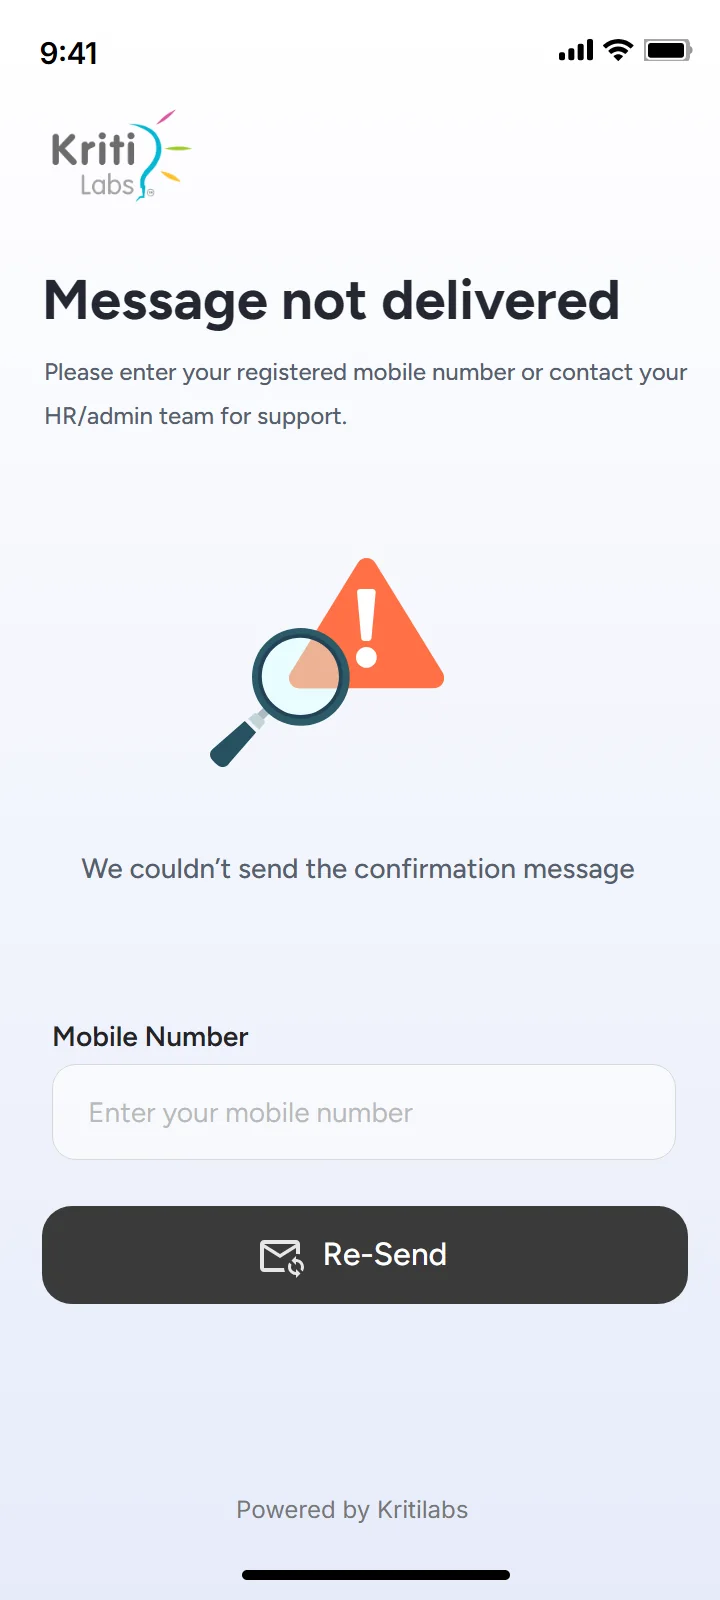 9:41
Kriti
Labs
Message not delivered
Please enter your registered mobile number or contact your
HR/admin team for support.
We couldn’t send the confirmation message
Mobile Number
Enter your mobile number
Re-Send
Powered by Kritilabs